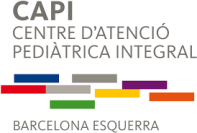 CAPI
CENTRE D'ATENCIÓ
PEDIÀTRICA INTEGRAL
BARCELONA ESQUERRA